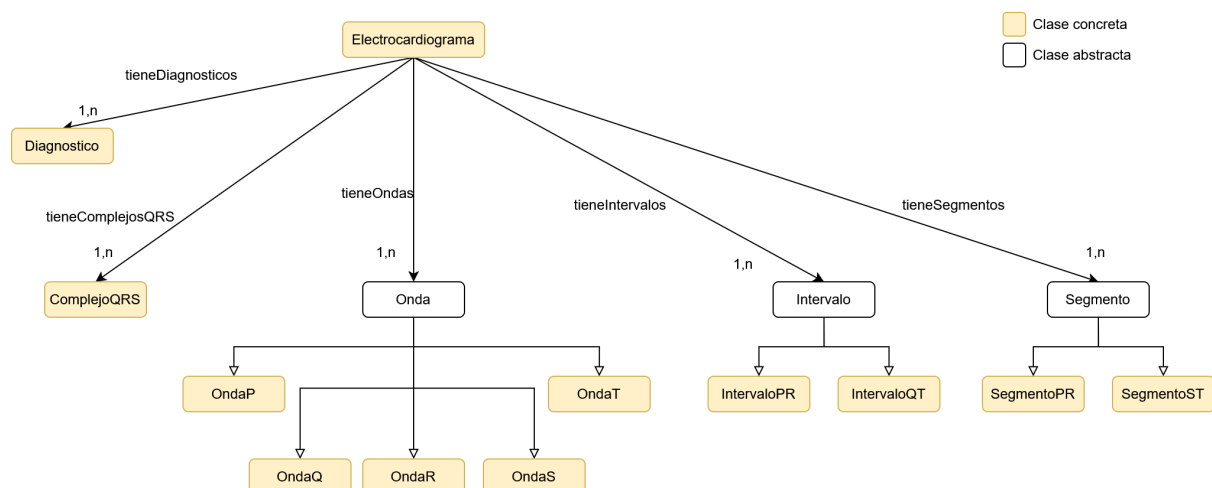 Electrocardiograma
Clase concreta
Clase abstracta
tieneDiagnosticos
1,n
Diagnostico
tieneOndas
tieneIntervalos
tieneSegmentos
tieneComplejosQRS
1,n
1,n
1,n
1,n
ComplejoQRS
Onda
Intervalo
Segmento
OndaP
OndaT
IntervaloPR
IntervaloQT
SegmentoPR
SegmentoST
OndaQ
OndaR
OndaS